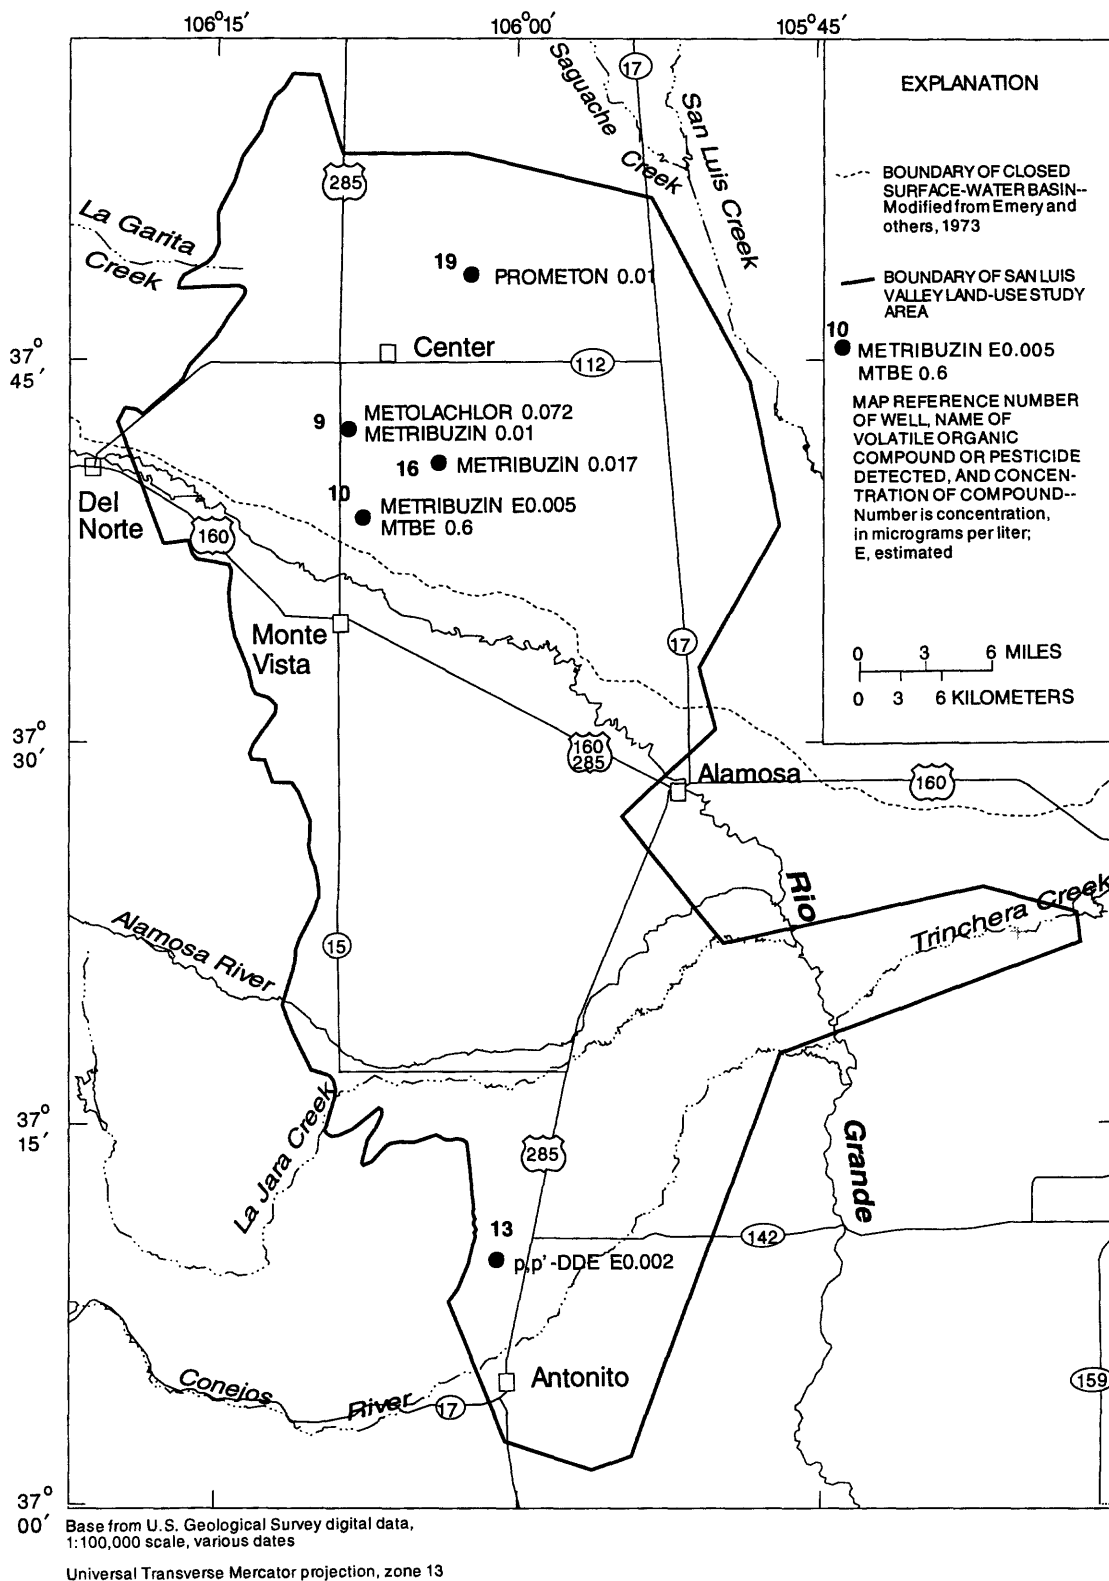 106°15′ 106°00′ 105°45′
17
Saguache
Creek
San Luis Creek
285
La Garita
Creek
19
PROMETON 0.01
Center
37°
45′
112
9
METOLACHLOR 0.072
METRIBUZIN 0.01
16
METRIBUZIN 0.017
10
METRIBUZIN E0.005
MTBE 0.6
Del
Norte
160
Monte
Vista
17
37°
30′
160
285
Alamosa
160
Rio
Trinchera Creek
Alamosa River
15
37°
15′
La Jara Creek
285
Grande
13
p,p'-DDE E0.002
142
Conejos
River
17
Antonito
159
37°
00′
EXPLANATION
BOUNDARY OF CLOSED
SURFACE-WATER BASIN--
Modified from Emery and
others, 1973
BOUNDARY OF SAN LUIS
VALLEY LAND-USE STUDY
AREA
10
METRIBUZIN E0.005
MTBE 0.6
MAP REFERENCE NUMBER
OF WELL, NAME OF
VOLATILE ORGANIC
COMPOUND OR PESTICIDE
DETECTED, AND CONCEN-
TRATION OF COMPOUND--
Number is concentration,
in micrograms per liter;
E, estimated
0 3 6 MILES
0 3 6 KILOMETERS
Base from U.S. Geological Survey digital data,
1:100,000 scale, various dates
Universal Transverse Mercator projection, zone 13